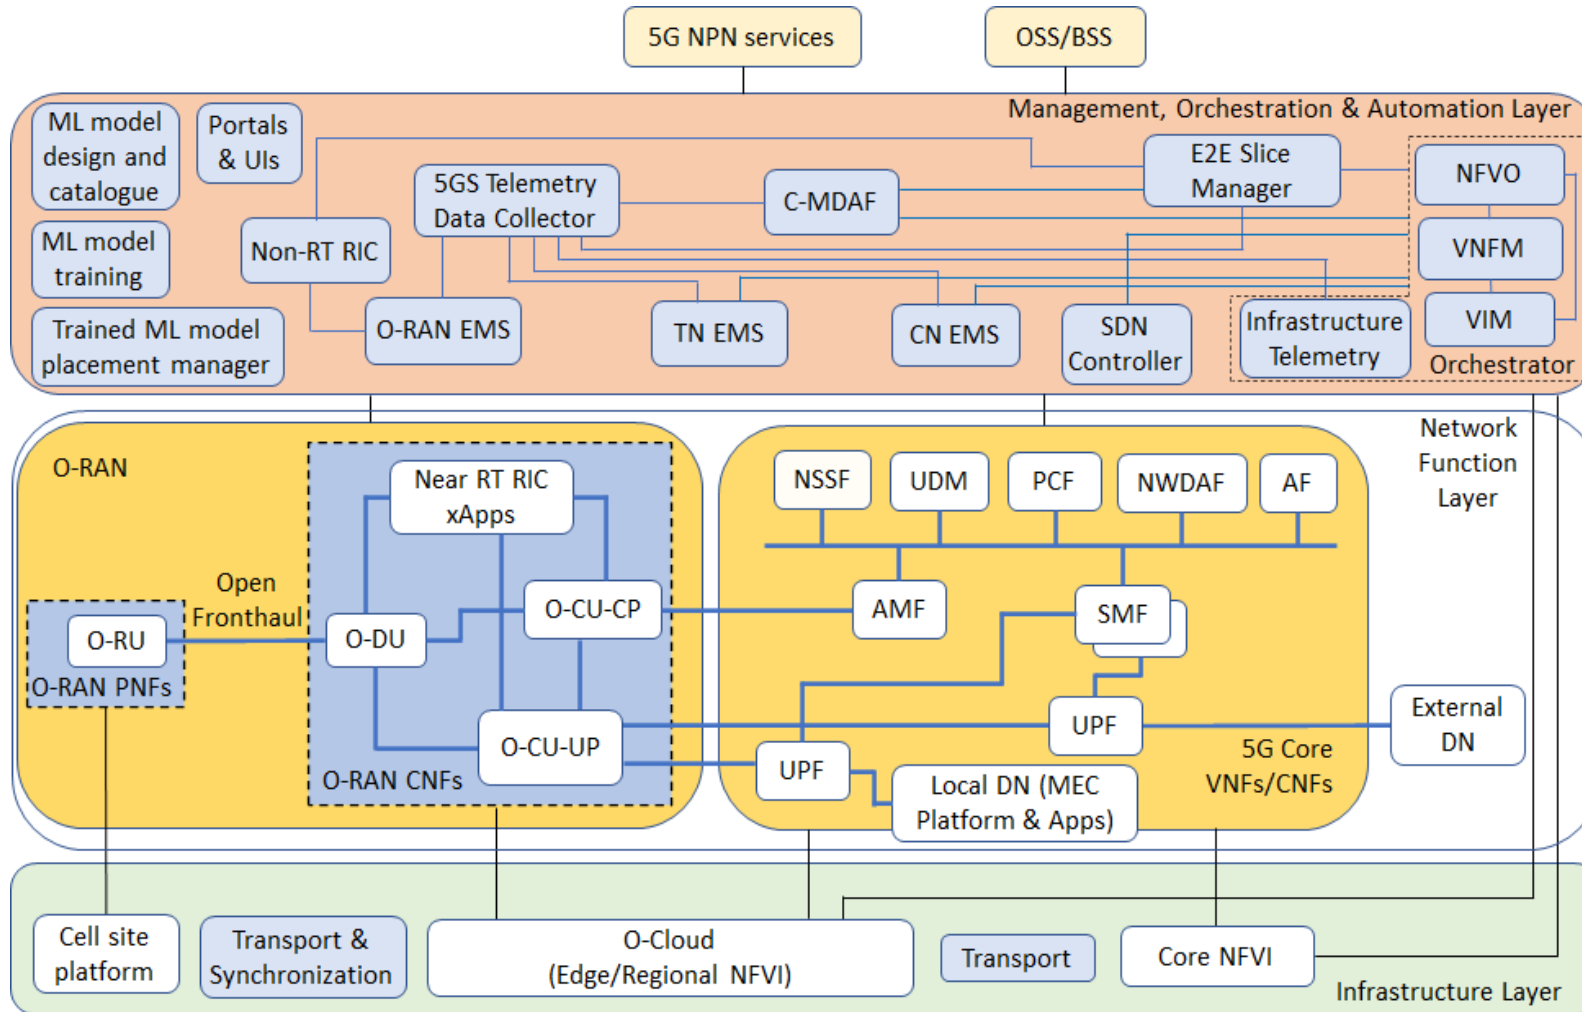 5G NPN services
OSS/BSS
Management, Orchestration & Automation Layer
ML model
design and
catalogue
Portals
& UIs
5GS Telemetry
Data Collector
C-MDAF
E2E Slice
Manager
NFVO
Non-RT RIC
ML model
training
VNFM
O-RAN EMS
TN EMS
CN EMS
SDN
Controller
Infrastructure
Telemetry
VIM
Trained ML model
placement manager
Orchestrator
Network
Function
Layer
O-RAN
Near RT RIC
xApps
NSSF
UDM
PCF
NWDAF
AF
Open
Fronthaul
O-RU
O-RAN PNFs
O-DU
O-CU-CP
AMF
SMF
O-CU-UP
O-RAN CNFs
UPF
UPF
External
DN
5G Core
VNFs/CNFs
Local DN (MEC
Platform & Apps)
Cell site
platform
Transport &
Synchronization
O-Cloud
(Edge/Regional NFVI)
Transport
Core NFVI
Infrastructure Layer